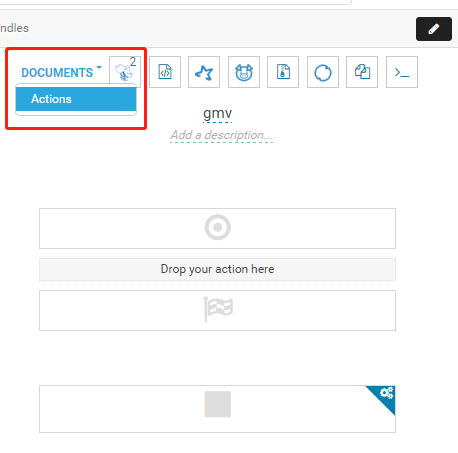 ndles
DOCUMENTS
2
Actions
>_
gmv
Add a description...
Drop your action here